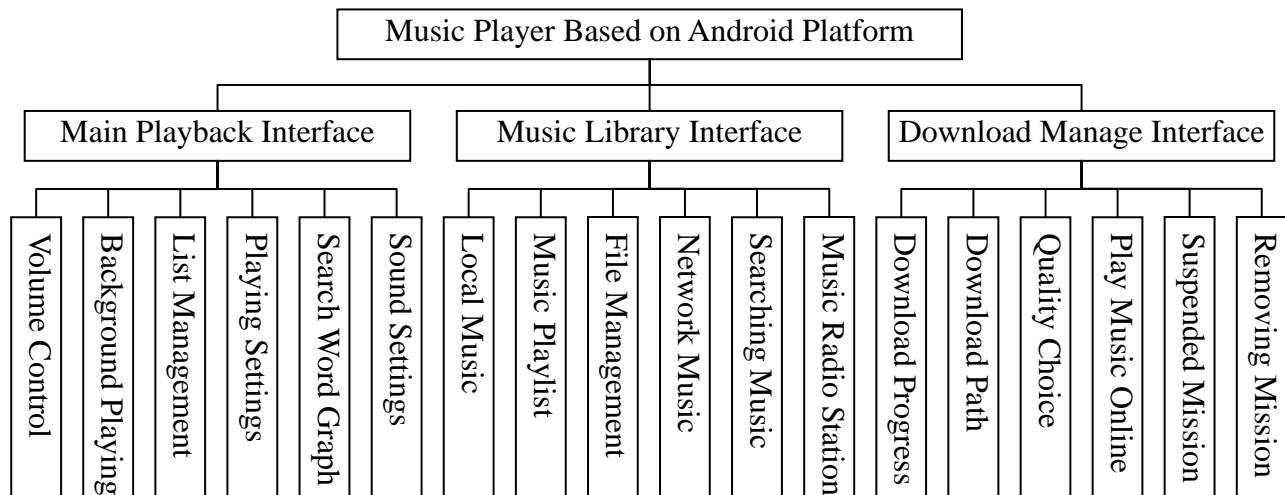 Music Player Based on Android Platform
Main Playback Interface
Music Library Interface
Download Manage Interface
Volume Control
Background Playing
List Management
Playing Settings
Search Word Graph
Sound Settings
Local Music
Music Playlist
File Management
Network Music
Searching Music
Music Radio Station
Download Progress
Download Path
Quality Choice
Play Music Online
Suspended Mission
Removing Mission